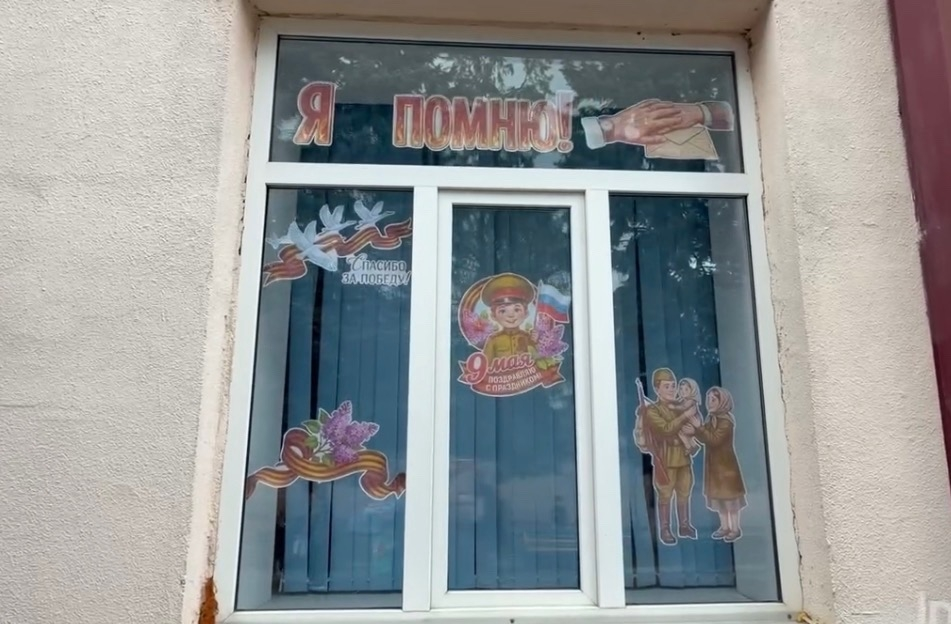 Я ПОМНЮ!
Спасибо
за Победу!
9 мая
ПОЗДРАВЛЯЮ
С ПРАЗДНИКОМ!